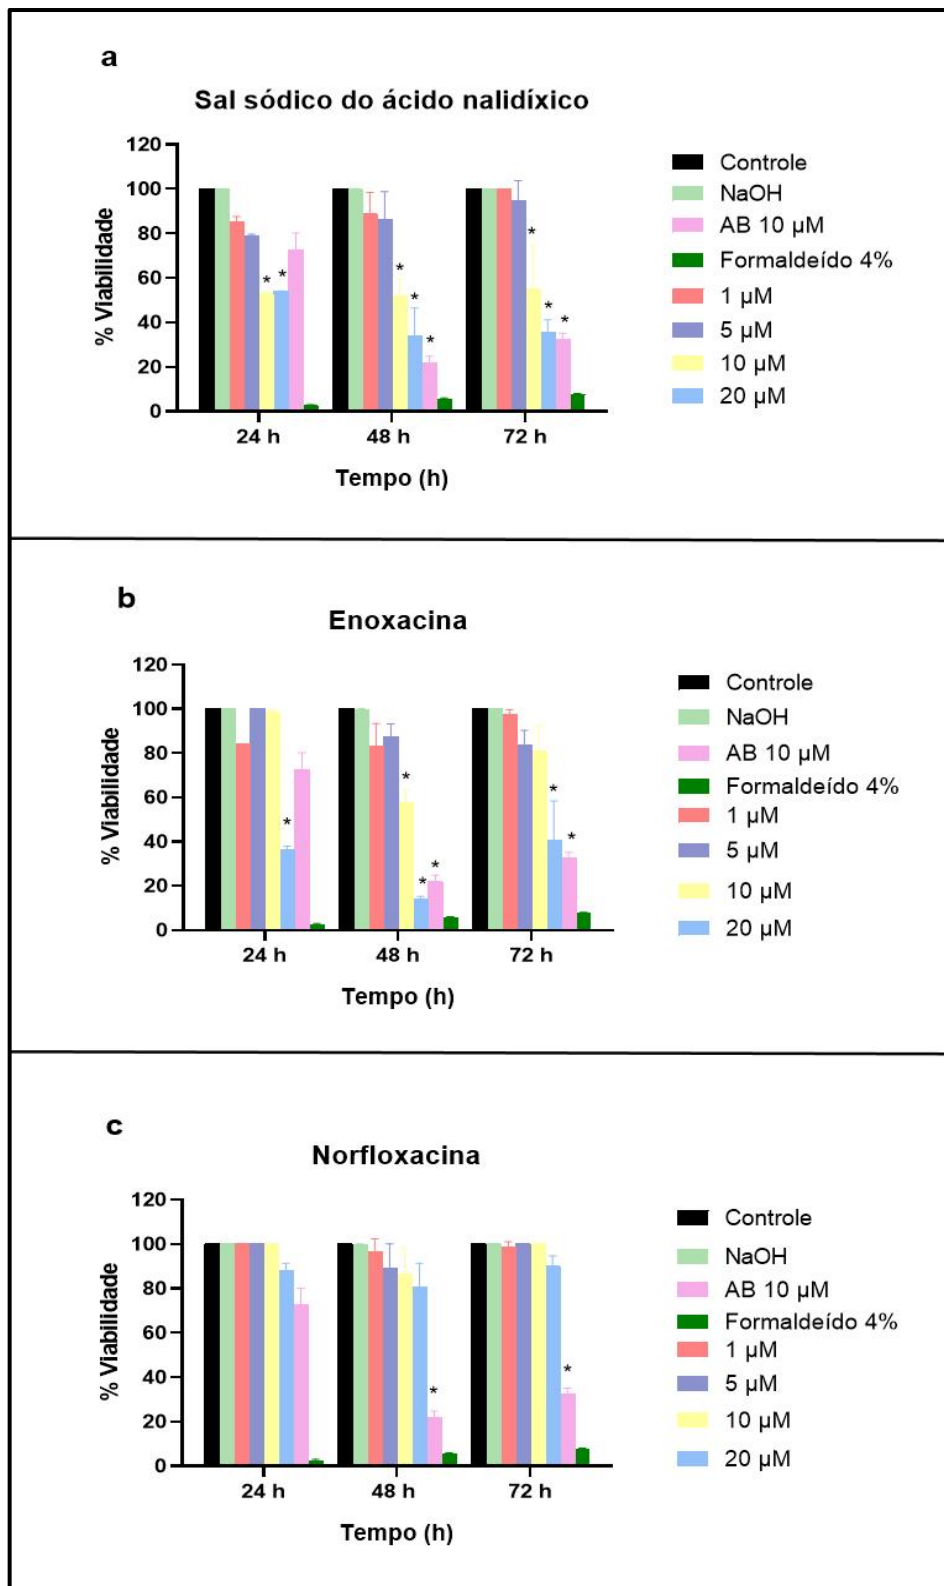 a
Sal sódico do ácido nalidíxico
120
100
80
60
40
20
0
% Viabilidade
* * * * * * * *
24 h 48 h 72 h
Tempo (h)
Controle
NaOH
AB 10 µM
Formaldeído 4%
1 µM
5 µM
10 µM
20 µM
b
Enoxacina
120
100
80
60
40
20
0
% Viabilidade
* * * * * *
24 h 48 h 72 h
Tempo (h)
Controle
NaOH
AB 10 µM
Formaldeído 4%
1 µM
5 µM
10 µM
20 µM
c
Norfloxacina
120
100
80
60
40
20
0
% Viabilidade
* *
24 h 48 h 72 h
Tempo (h)
Controle
NaOH
AB 10 µM
Formaldeído 4%
1 µM
5 µM
10 µM
20 µM